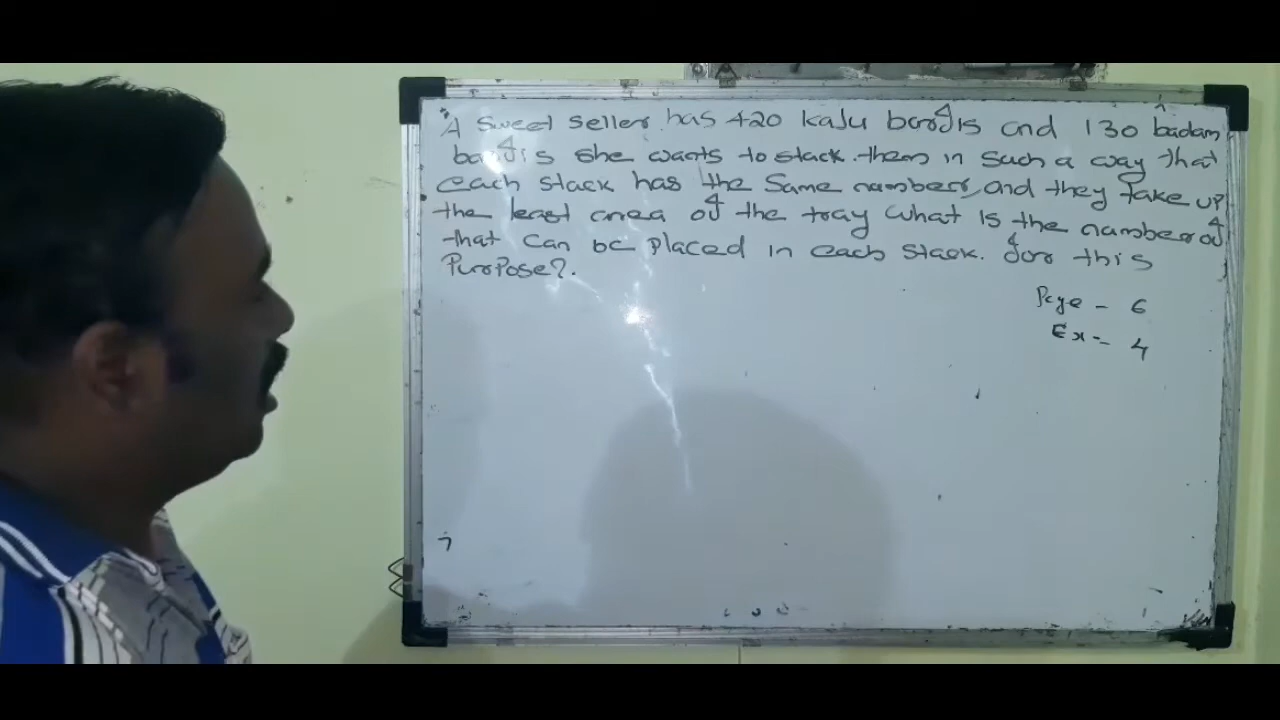 A sweet seller has 420 kaju barfis and 130 badam
barfis she wants to stack them in such a way that
each stack has the same number, and they take up
the least area of the tray what is the number of
that can be placed in each stack. for this
Purpose?.
Page - 6
Ex - 4